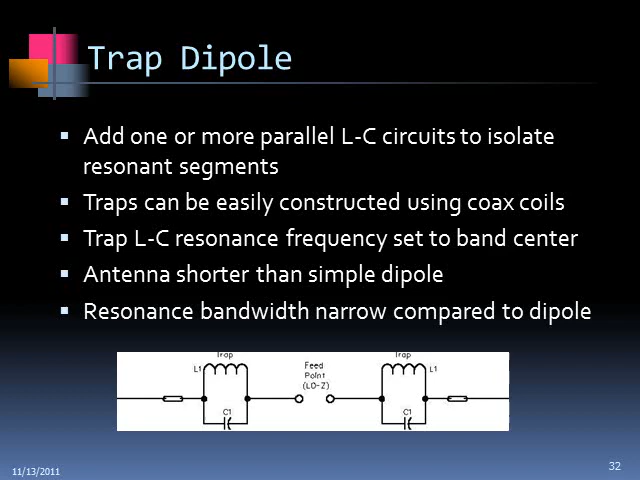 Trap Dipole
Add one or more parallel L-C circuits to isolate
resonant segments
Traps can be easily constructed using coax coils
Trap L-C resonance frequency set to band center
Antenna shorter than simple dipole
Resonance bandwidth narrow compared to dipole
Trap
L1
C1
Feed
Point
(LO-Z)
Trap
L1
C1
11/13/2011
32